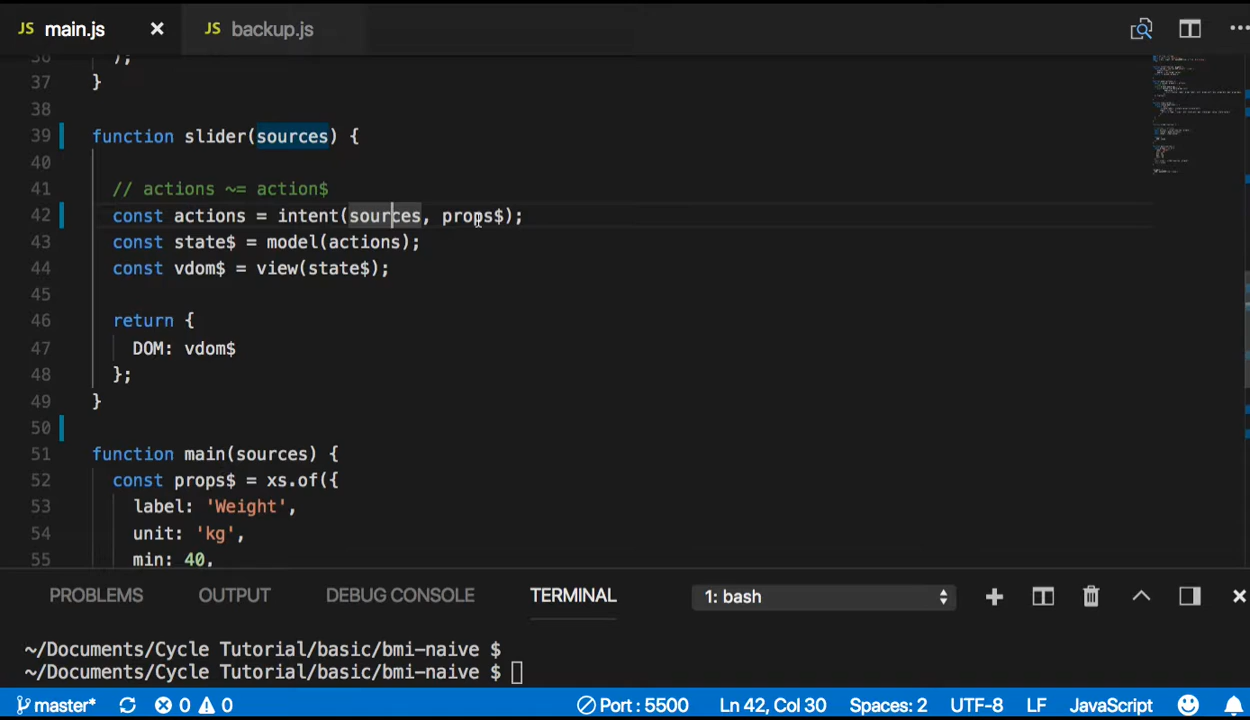 JS main.js × JS backup.js ...
36 );
37 }
38
39 function slider(sources) {
40
41 // actions ~= action$
42 const actions = intent(sources, props$);
43 const state$ = model(actions);
44 const vdom$ = view(state$);
45
46 return {
47 DOM: vdom$
48 };
49 }
50
51 function main(sources) {
52 const props$ = xs.of({
53 label: 'Weight',
54 unit: 'kg',
55 min: 40,
PROBLEMS OUTPUT DEBUG CONSOLE TERMINAL 1: bash
~/Documents/Cycle Tutorial/basic/bmi-naive $
~/Documents/Cycle Tutorial/basic/bmi-naive $
master* 0 0 Port : 5500 Ln 42, Col 30 Spaces: 2 UTF-8 LF JavaScript